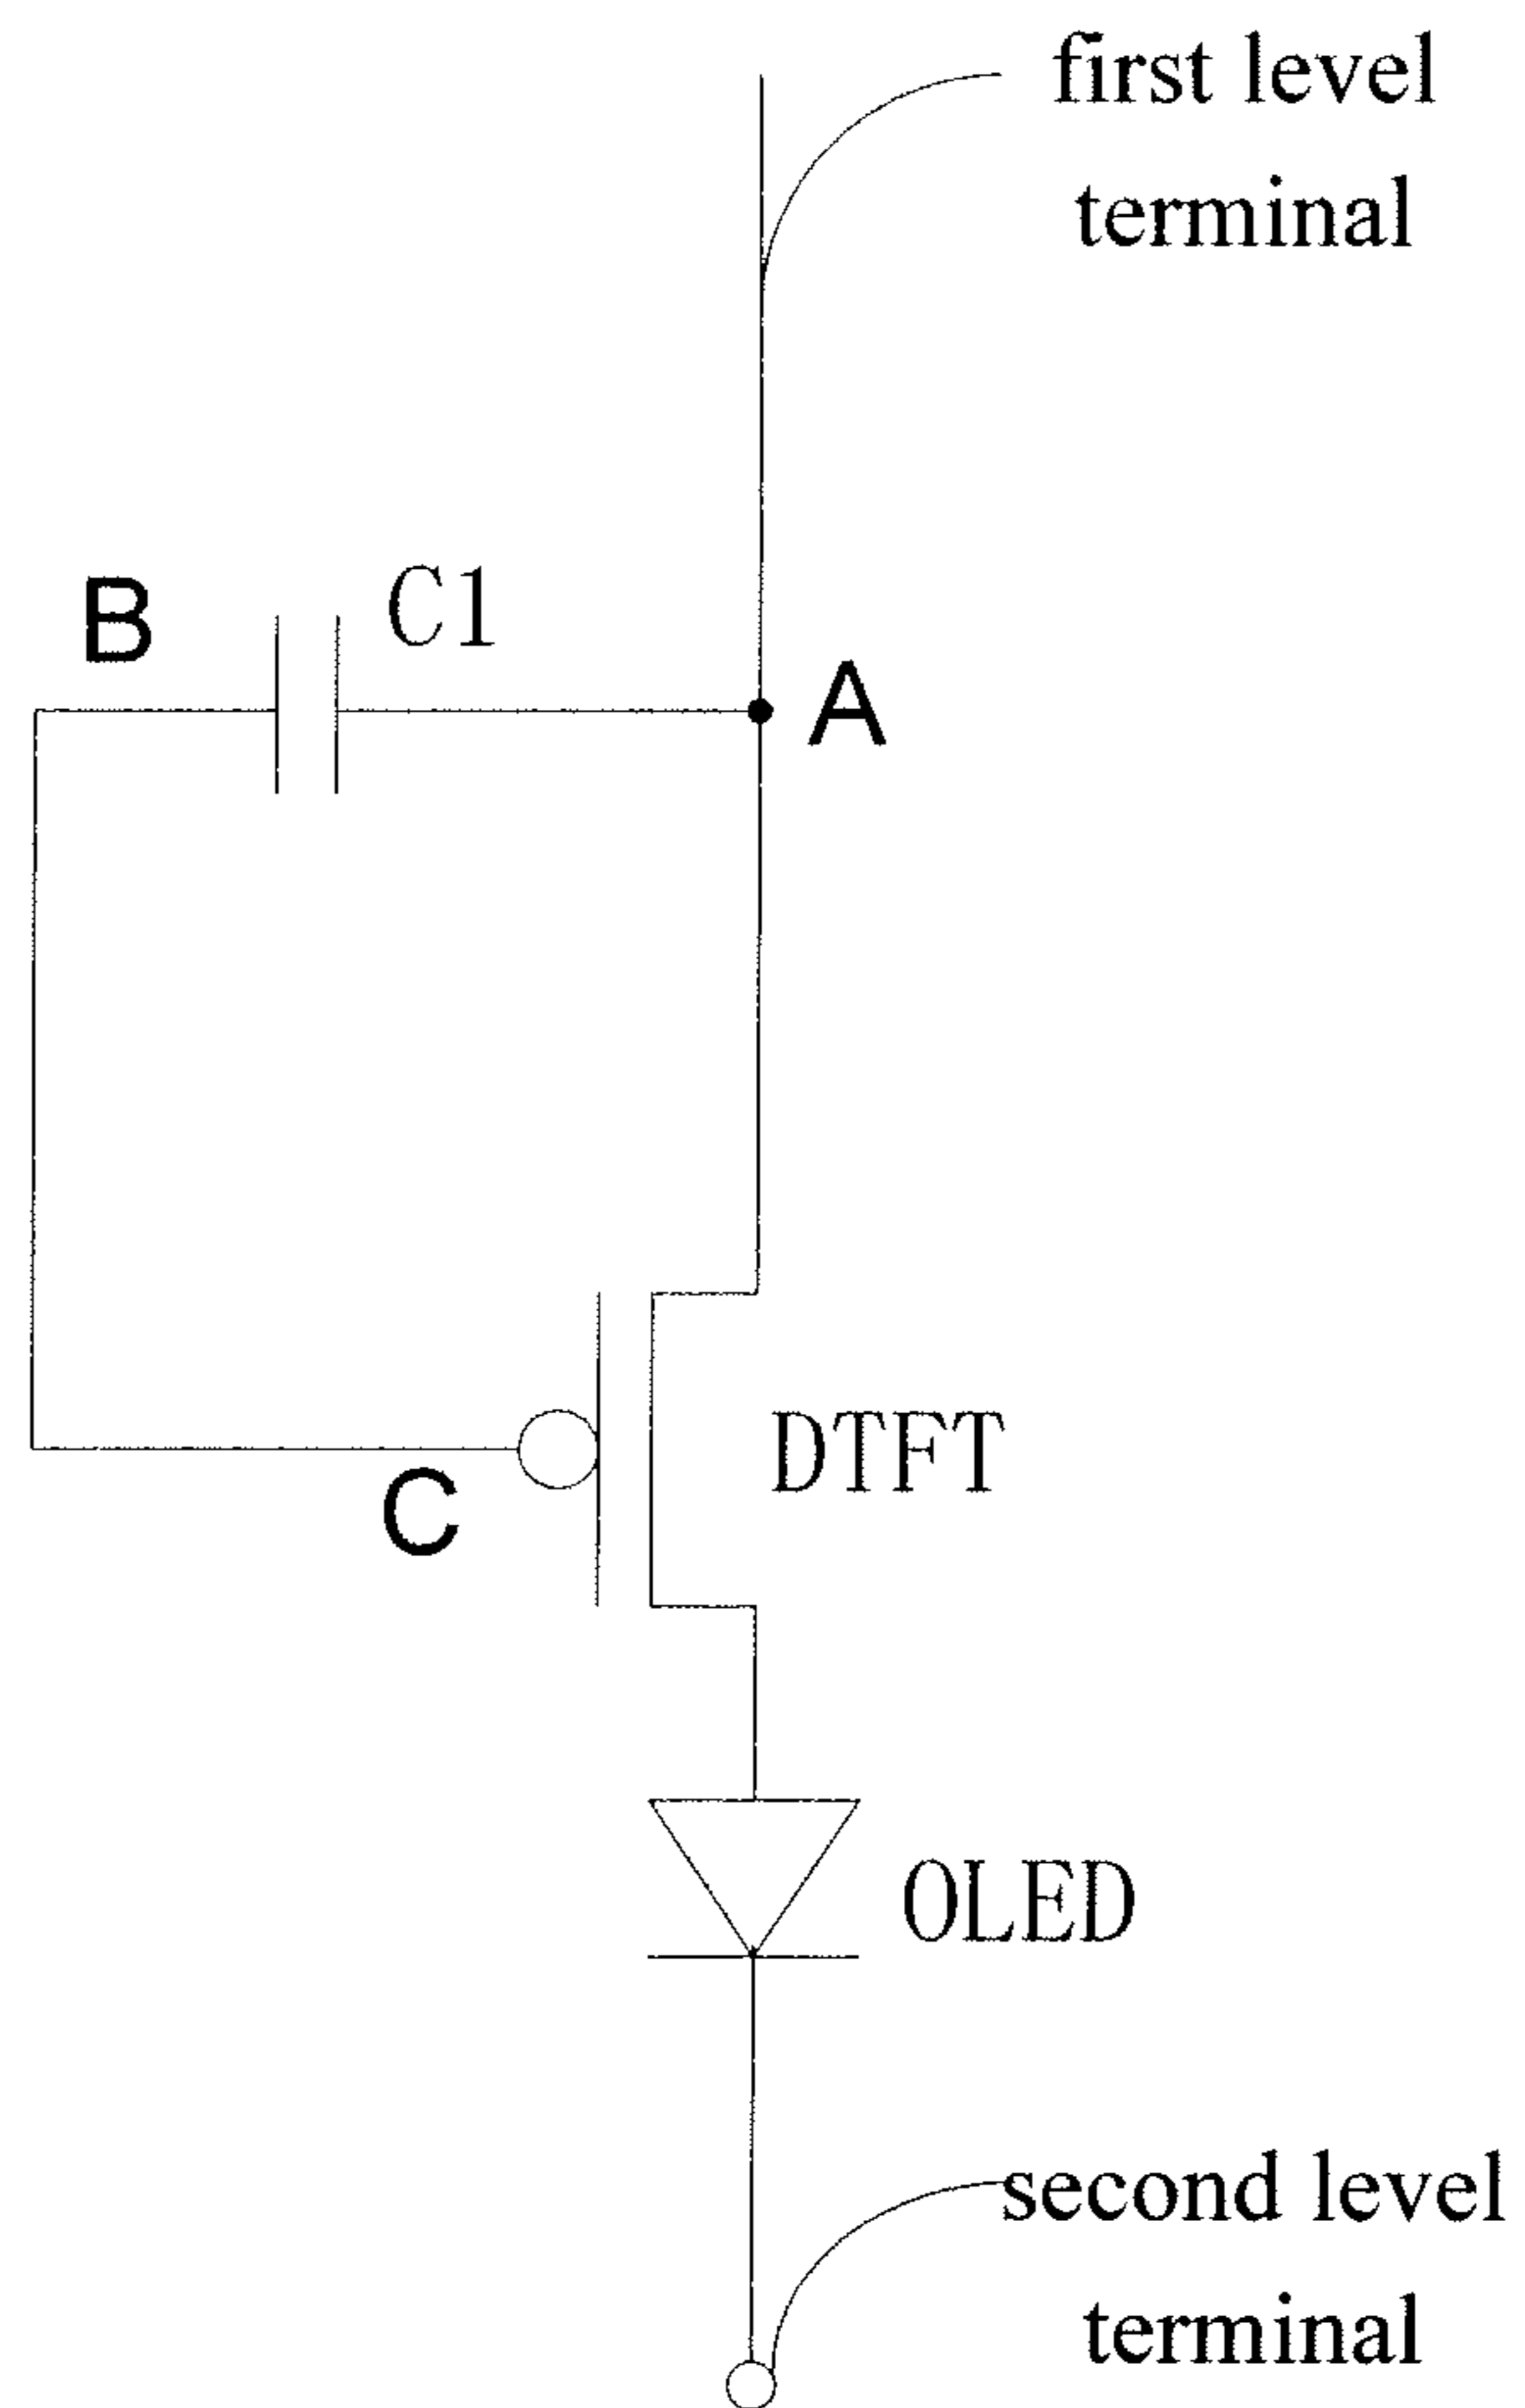 first level
terminal
B
C1
A
DTFT
C
OLED
second level
terminal